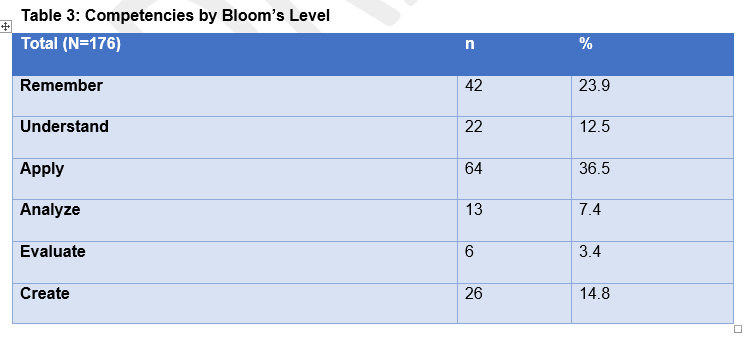 Table 3: Competencies by Bloom's Level
Total (N=176) n %
Remember 42 23.9
Understand 22 12.5
Apply 64 36.5
Analyze 13 7.4
Evaluate 6 3.4
Create 26 14.8